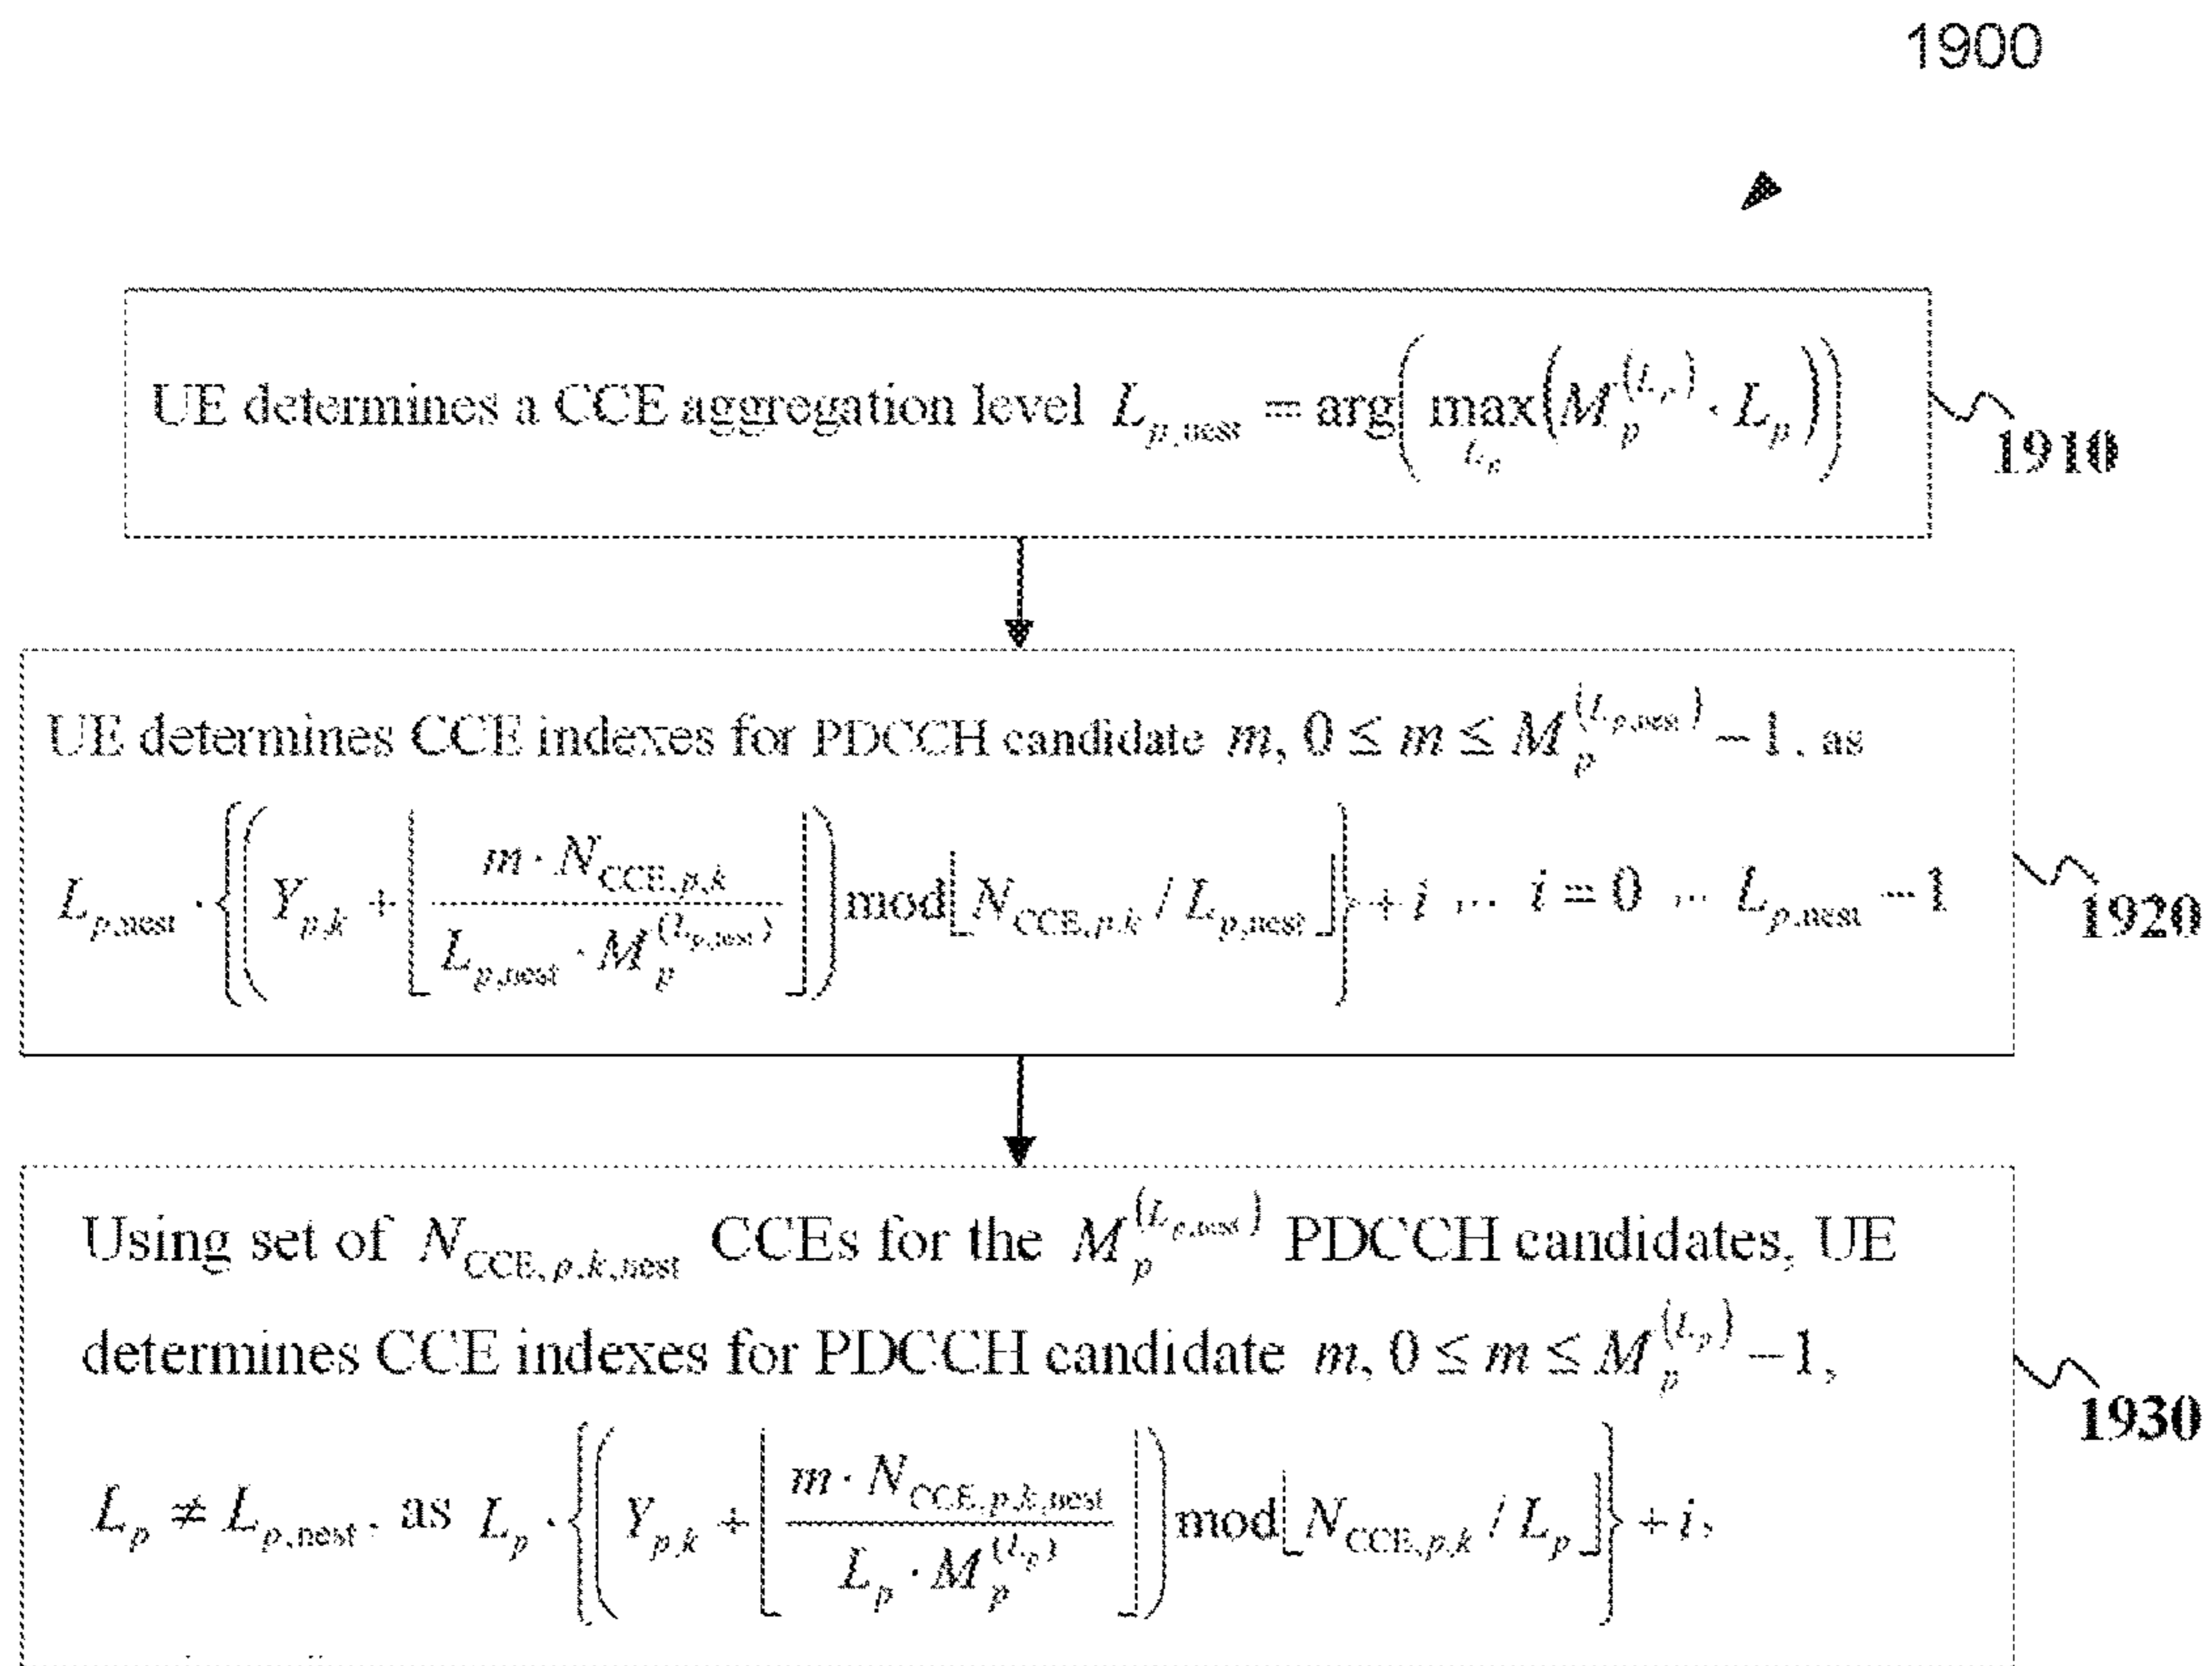 1900
UE determines a CCE aggregation level L_{p,nest} = arg( max_{L_p} ( M_p^{(L_p)} · L_p ) )
1910
UE determines CCE indexes for PDCCH candidate m, 0 ≤ m ≤ M_p^{(L_{p,nest})} − 1, as
L_{p,nest} · { ( Y_{p,k} + ⌊ m · N_{CCE,p,k} / ( L_{p,nest} · M_p^{(L_{p,nest})} ) ⌋ ) mod ⌊ N_{CCE,p,k} / L_{p,nest} ⌋ } + i ,.. i = 0 ,.. L_{p,nest} − 1
1920
Using set of N_{CCE,p,k,nest} CCEs for the M_p^{(L_{p,nest})} PDCCH candidates, UE
determines CCE indexes for PDCCH candidate m, 0 ≤ m ≤ M_p^{(L_p)} − 1,
L_p ≠ L_{p,nest}, as L_p · { ( Y_{p,k} + ⌊ m · N_{CCE,p,k,nest} / ( L_p · M_p^{(L_p)} ) ⌋ ) mod ⌊ N_{CCE,p,k} / L_p ⌋ } + i,
1930